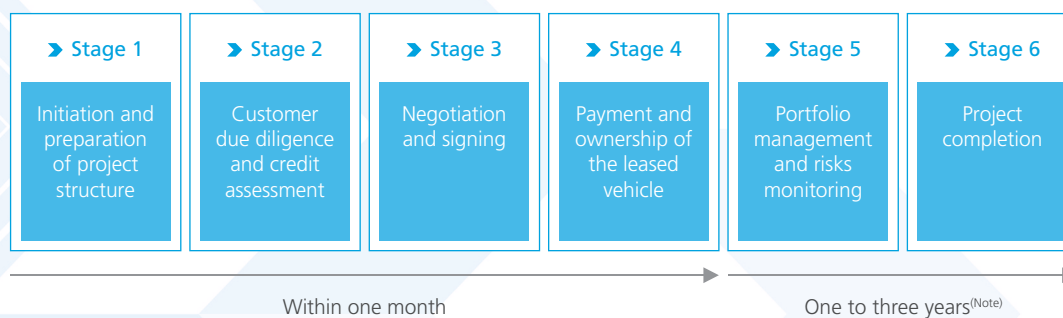 Stage 1
Initiation and
preparation
of project
structure
Stage 2
Customer
due diligence
and credit
assessment
Stage 3
Negotiation
and signing
Stage 4
Payment and
ownership of
the leased
vehicle
Stage 5
Portfolio
management
and risks
monitoring
Stage 6
Project
completion
Within one month
One to three years(Note)